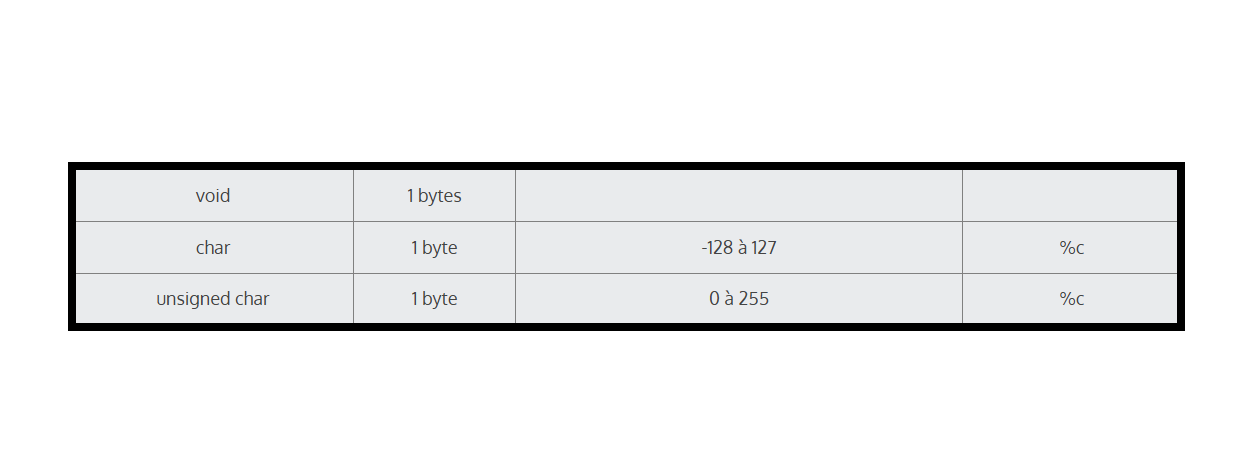 void 1 bytes
char 1 byte -128 à 127 %c
unsigned char 1 byte 0 à 255 %c